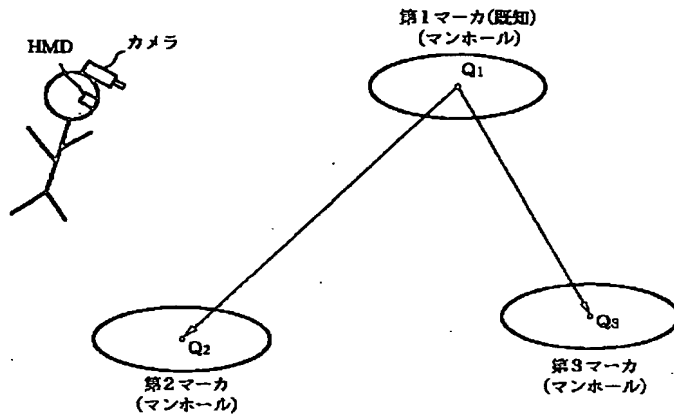 HMD
カメラ
第1マーカ(既知)
(マンホール)
Q1
Q2
第2マーカ
(マンホール)
Q3
第3マーカ
(マンホール)